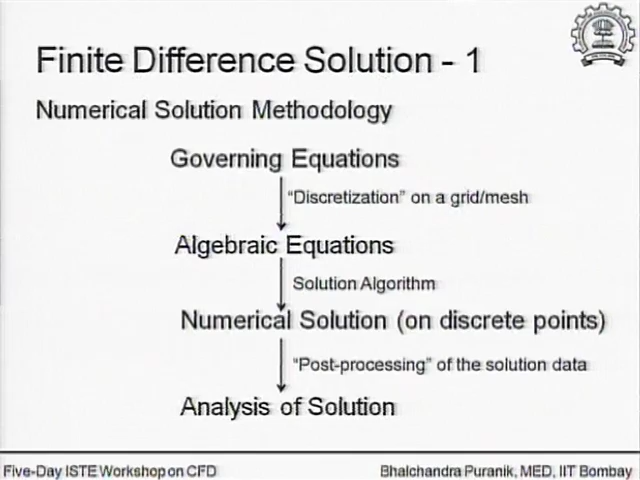 Finite Difference Solution - 1
Numerical Solution Methodology
Governing Equations
"Discretization" on a grid/mesh
Algebraic Equations
Solution Algorithm
Numerical Solution (on discrete points)
"Post-processing" of the solution data
Analysis of Solution
Five-Day ISTE Workshop on CFD
Bhalchandra Puranik, MED, IIT Bombay